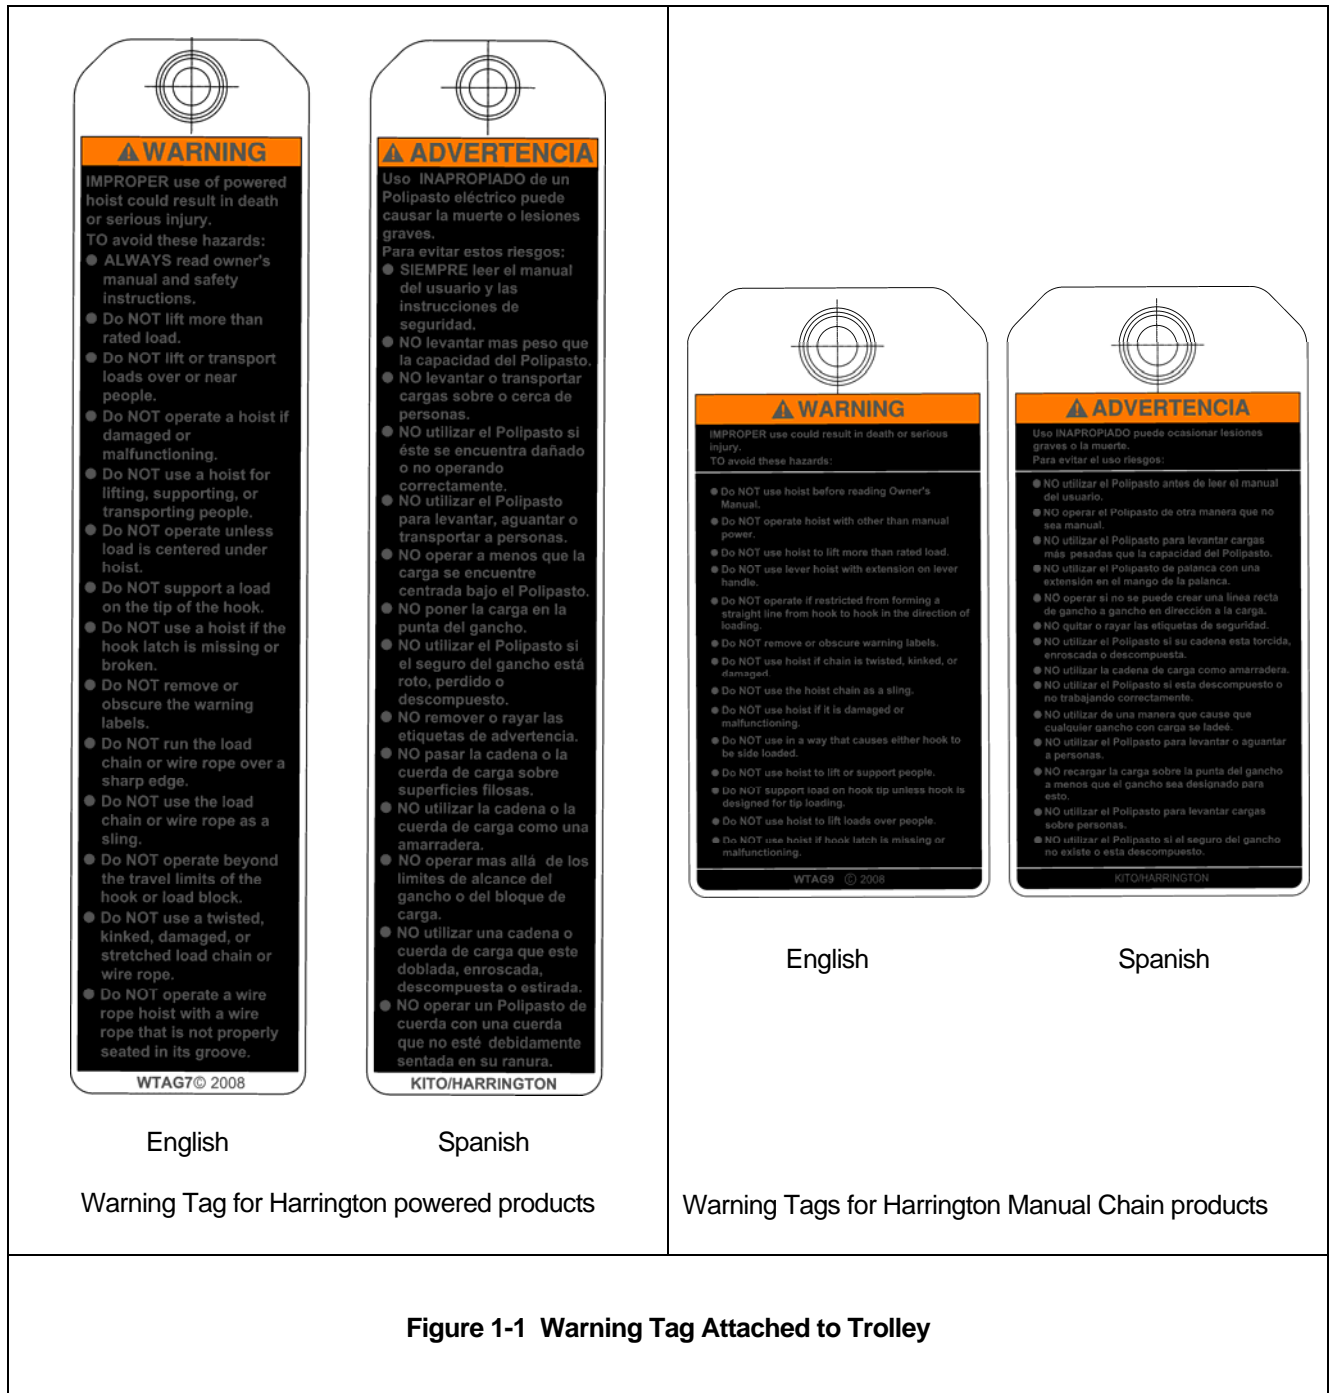 WARNING
IMPROPER use of powered
hoist could result in death
or serious injury.
TO avoid these hazards:
● ALWAYS read owner's
manual and safety
instructions.
● Do NOT lift more than
rated load.
● Do NOT lift or transport
loads over or near
people.
● Do NOT operate a hoist if
damaged or
malfunctioning.
● Do NOT use a hoist for
lifting, supporting, or
transporting people.
● Do NOT operate unless
load is centered under
hoist.
● Do NOT support a load
on the tip of the hook.
● Do NOT use a hoist if the
hook latch is missing or
broken.
● Do NOT remove or
obscure the warning
labels.
● Do NOT run the load
chain or wire rope over a
sharp edge.
● Do NOT use the load
chain or wire rope as a
sling.
● Do NOT operate beyond
the travel limits of the
hook or load block.
● Do NOT use a twisted,
kinked, damaged, or
stretched load chain or
wire rope.
● Do NOT operate a wire
rope hoist with a wire
rope that is not properly
seated in its groove.
WTAG7© 2008
English
ADVERTENCIA
Uso INAPROPIADO de un
Polipasto eléctrico puede
causar la muerte o lesiones
graves.
Para evitar estos riesgos:
● SIEMPRE leer el manual
del usuario y las
instrucciones de
seguridad.
● NO levantar mas peso que
la capacidad del Polipasto.
● NO levantar o transportar
cargas sobre o cerca de
personas.
● NO utilizar el Polipasto si
éste se encuentra dañado
o no operando
correctamente.
● NO utilizar el Polipasto
para levantar, aguantar o
transportar a personas.
● NO operar a menos que la
carga se encuentre
centrada bajo el Polipasto.
● NO poner la carga en la
punta del gancho.
● NO utilizar el Polipasto si
el seguro del gancho está
roto, perdido o
descompuesto.
● NO remover o rayar las
etiquetas de advertencia.
● NO pasar la cadena o la
cuerda de carga sobre
superficies filosas.
● NO utilizar la cadena o la
cuerda de carga como una
amarradera.
● NO operar mas allá de los
limites de alcance del
gancho o del bloque de
carga.
● NO utilizar una cadena o
cuerda de carga que este
doblada, enroscada,
descompuesta o estirada.
● NO operar un Polipasto de
cuerda con una cuerda
que no esté debidamente
sentada en su ranura.
KITO/HARRINGTON
Spanish
Warning Tag for Harrington powered products
WARNING
IMPROPER use could result in death or serious
injury.
TO avoid these hazards:
● Do NOT use hoist before reading Owner's
Manual.
● Do NOT operate hoist with other than manual
power.
● Do NOT use hoist to lift more than rated load.
● Do NOT use lever hoist with extension on lever
handle.
● Do NOT operate if restricted from forming a
straight line from hook to hook in the direction of
loading.
● Do NOT remove or obscure warning labels.
● Do NOT use hoist if chain is twisted, kinked, or
damaged.
● Do NOT use the hoist chain as a sling.
● Do NOT use hoist if it is damaged or
malfunctioning.
● Do NOT use in a way that causes either hook to
be side loaded.
● Do NOT use hoist to lift or support people.
● Do NOT support load on hook tip unless hook is
designed for tip loading.
● Do NOT use hoist to lift loads over people.
● Do NOT use hoist if hook latch is missing or
malfunctioning.
WTAG9 © 2008
English
ADVERTENCIA
Uso INAPROPIADO puede ocasionar lesiones
graves o la muerte.
Para evitar el uso riesgos:
● NO utilizar el Polipasto antes de leer el manual
del usuario.
● NO operar el Polipasto de otra manera que no
sea manual.
● NO utilizar el Polipasto para levantar cargas
más pesadas que la capacidad del Polipasto.
● NO utilizar el Polipasto de palanca con una
extensión en el mango de la palanca.
● NO operar si no se puede crear una linea recta
de gancho a gancho en dirección a la carga.
● NO quitar o rayar las etiquetas de seguridad.
● NO utilizar el Polipasto si su cadena esta torcida,
enroscada o descompuesta.
● NO utilizar la cadena de carga como amarradera.
● NO utilizar el Polipasto si esta descompuesto o
no trabajando correctamente.
● NO utilizar de una manera que cause que
cualquier gancho con carga se ladeé.
● NO utilizar el Polipasto para levantar o aguantar
a personas.
● NO recargar la carga sobre la punta del gancho
a menos que el gancho sea designado para
esto.
● NO utilizar el Polipasto para levantar cargas
sobre personas.
● NO utilizar el Polipasto si el seguro del gancho
no existe o esta descompuesto.
KITO/HARRINGTON
Spanish
Warning Tags for Harrington Manual Chain products
Figure 1-1 Warning Tag Attached to Trolley